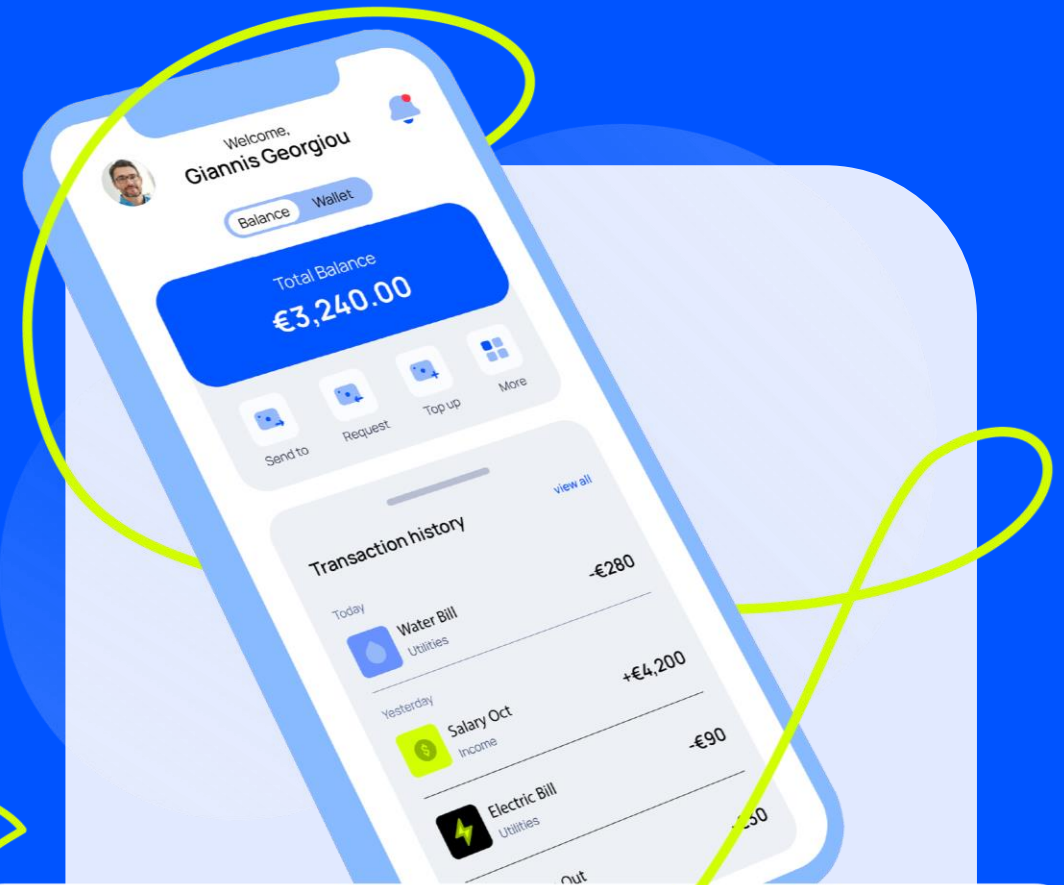 Welcome,
Giannis Georgiou
Balance Wallet
Total Balance
€3,240.00
Send to Request Top up More
Transaction history view all
Today
Water Bill -€280
Utilities
Yesterday
Salary Oct +€4,200
Income
Electric Bill -€90
Utilities
Out